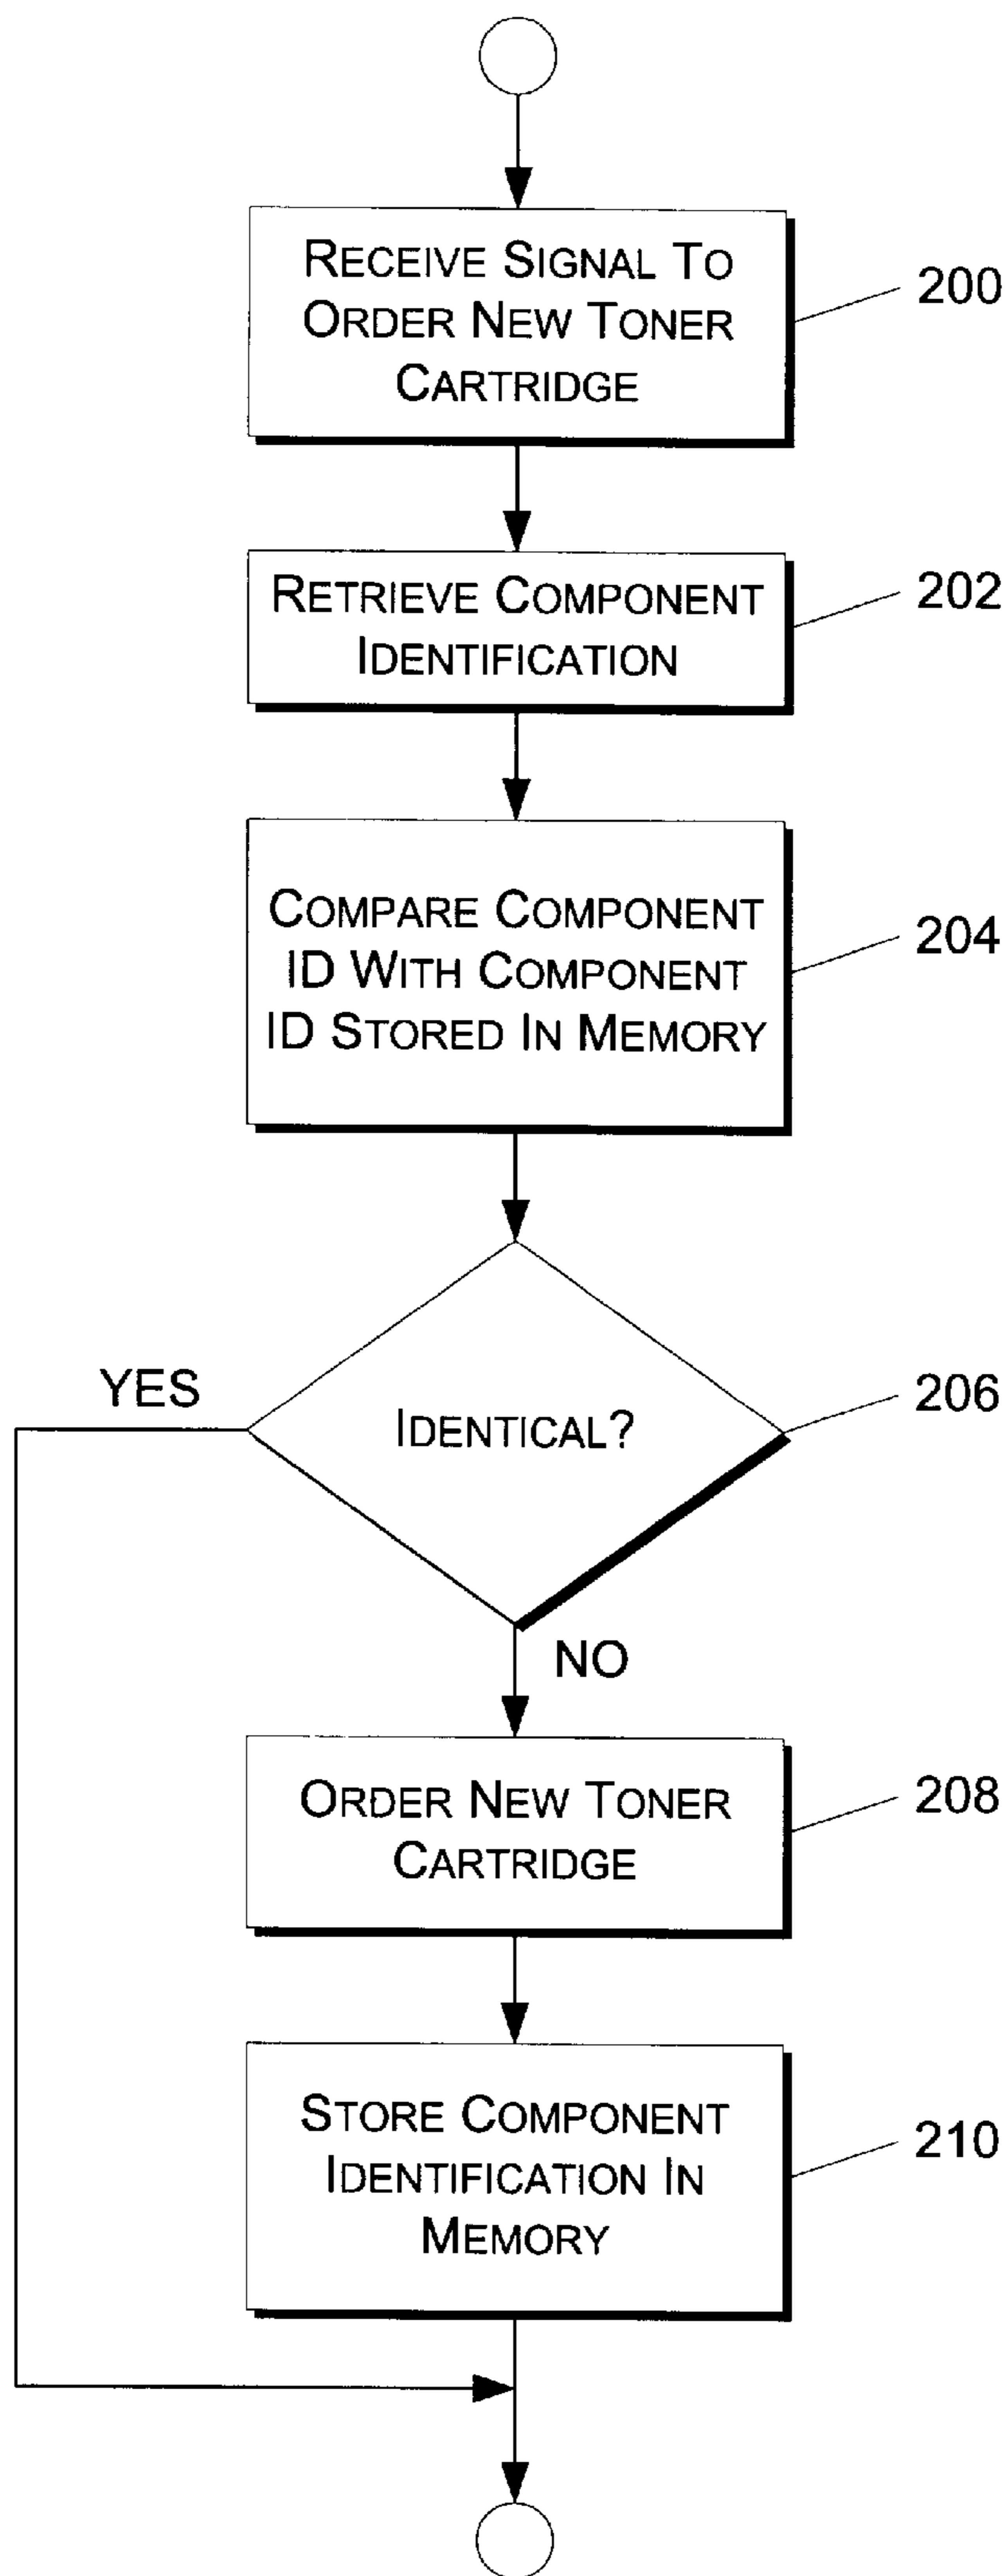 RECEIVE SIGNAL TO
ORDER NEW TONER
CARTRIDGE
200
RETRIEVE COMPONENT
IDENTIFICATION
202
COMPARE COMPONENT
ID WITH COMPONENT
ID STORED IN MEMORY
204
YES
IDENTICAL?
206
NO
ORDER NEW TONER
CARTRIDGE
208
STORE COMPONENT
IDENTIFICATION IN
MEMORY
210